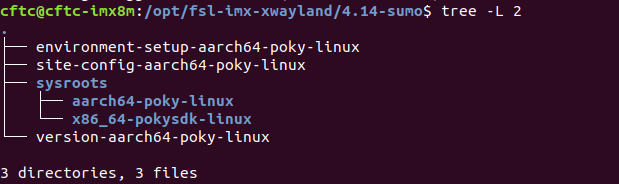 cftc@cftc-imx8m:/opt/fsl-imx-xwayland/4.14-sumo$ tree -L 2
.
├── environment-setup-aarch64-poky-linux
├── site-config-aarch64-poky-linux
├── sysroots
│   ├── aarch64-poky-linux
│   └── x86_64-pokysdk-linux
└── version-aarch64-poky-linux
3 directories, 3 files